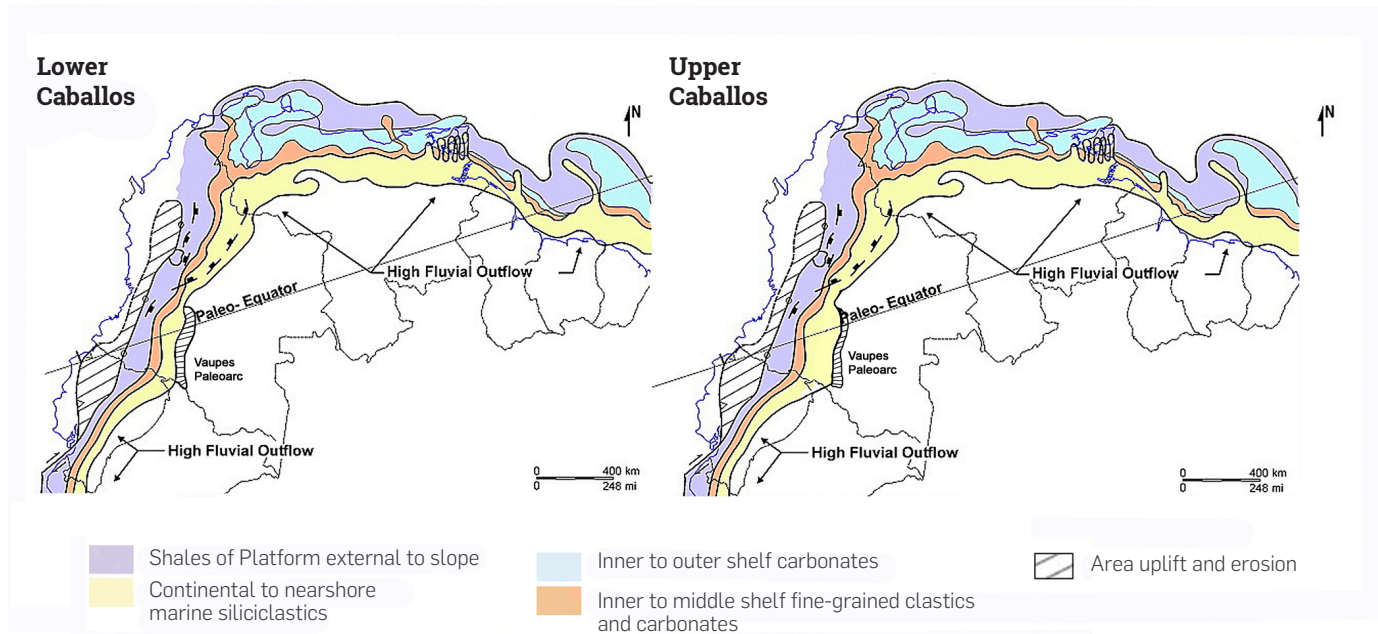 Lower
Caballos
N
High Fluvial Outflow
Paleo- Equator
Vaupes
Paleoarc
High Fluvial Outflow
0 400 km
0 248 mi
Upper
Caballos
N
High Fluvial Outflow
Paleo-Equator
Vaupes
Paleoarc
High Fluvial Outflow
0 400 km
0 248 mi
Shales of Platform external to slope
Continental to nearshore
marine siliciclastics
Inner to outer shelf carbonates
Inner to middle shelf fine-grained clastics
and carbonates
Area uplift and erosion